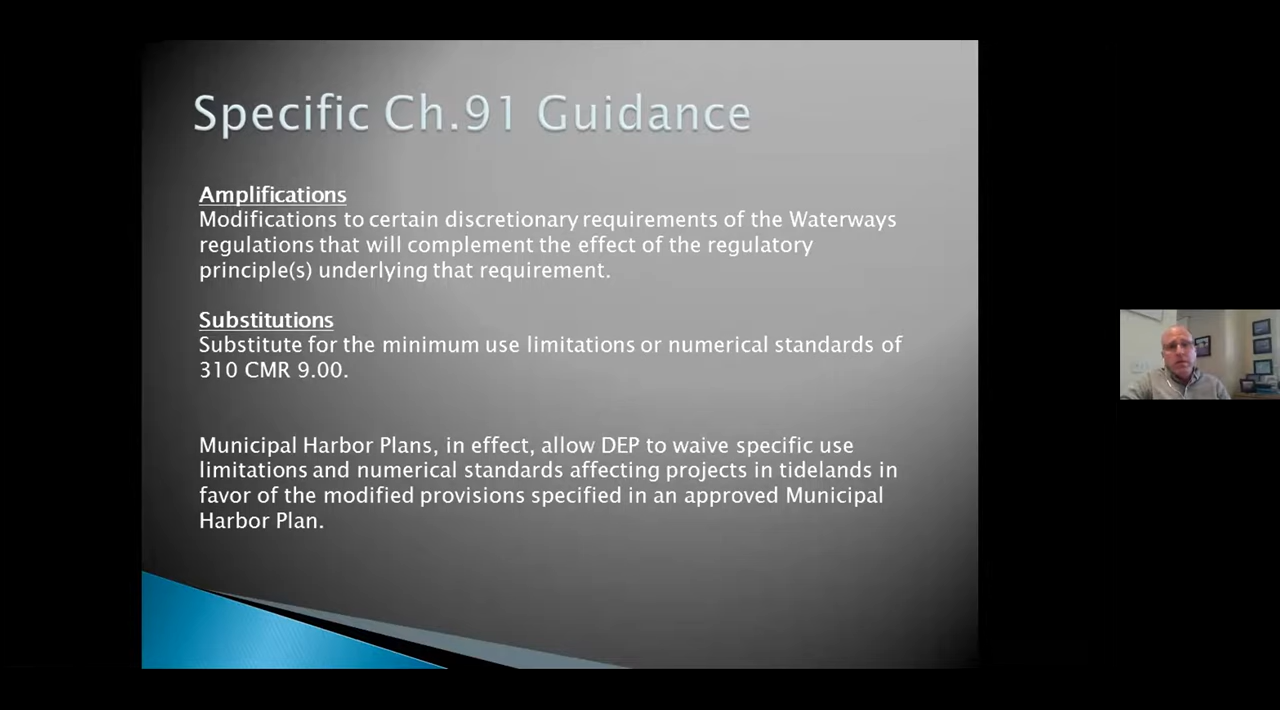 Specific Ch.91 Guidance
Amplifications
Modifications to certain discretionary requirements of the Waterways
regulations that will complement the effect of the regulatory
principle(s) underlying that requirement.
Substitutions
Substitute for the minimum use limitations or numerical standards of
310 CMR 9.00.
Municipal Harbor Plans, in effect, allow DEP to waive specific use
limitations and numerical standards affecting projects in tidelands in
favor of the modified provisions specified in an approved Municipal
Harbor Plan.